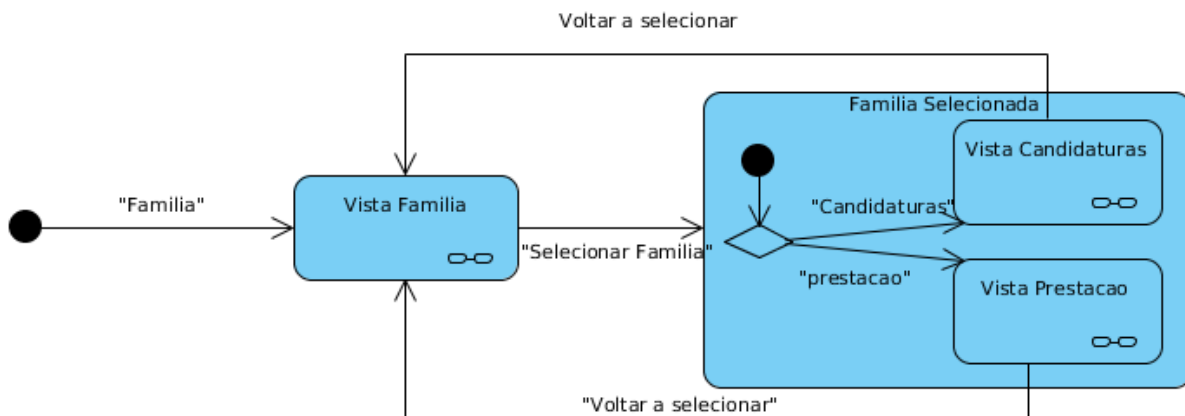 Voltar a selecionar
Familia Selecionada
Vista Candidaturas
"Familia"
Vista Familia
"Candidaturas"
"Selecionar Familia"
"prestacao"
Vista Prestacao
"Voltar a selecionar"